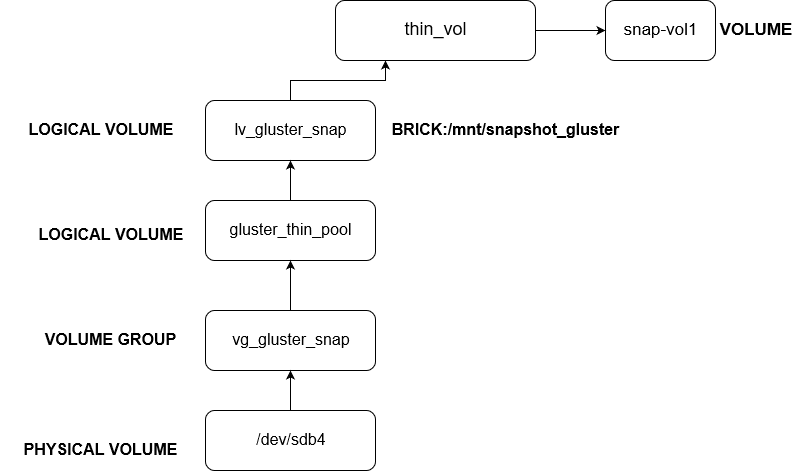 thin_vol
snap-vol1
VOLUME
LOGICAL VOLUME
lv_gluster_snap
BRICK:/mnt/snapshot_gluster
LOGICAL VOLUME
gluster_thin_pool
VOLUME GROUP
vg_gluster_snap
PHYSICAL VOLUME
/dev/sdb4